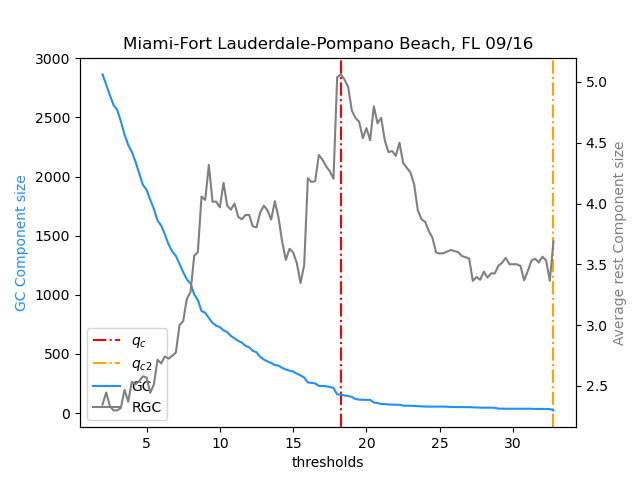 Miami-Fort Lauderdale-Pompano Beach, FL 09/16
3000
2500
2000
1500
1000
500
0
GC Component size
5.0
4.5
4.0
3.5
3.0
2.5
Average rest Component size
q_c
q_c2
GC
RGC
5 10 15 20 25 30
thresholds